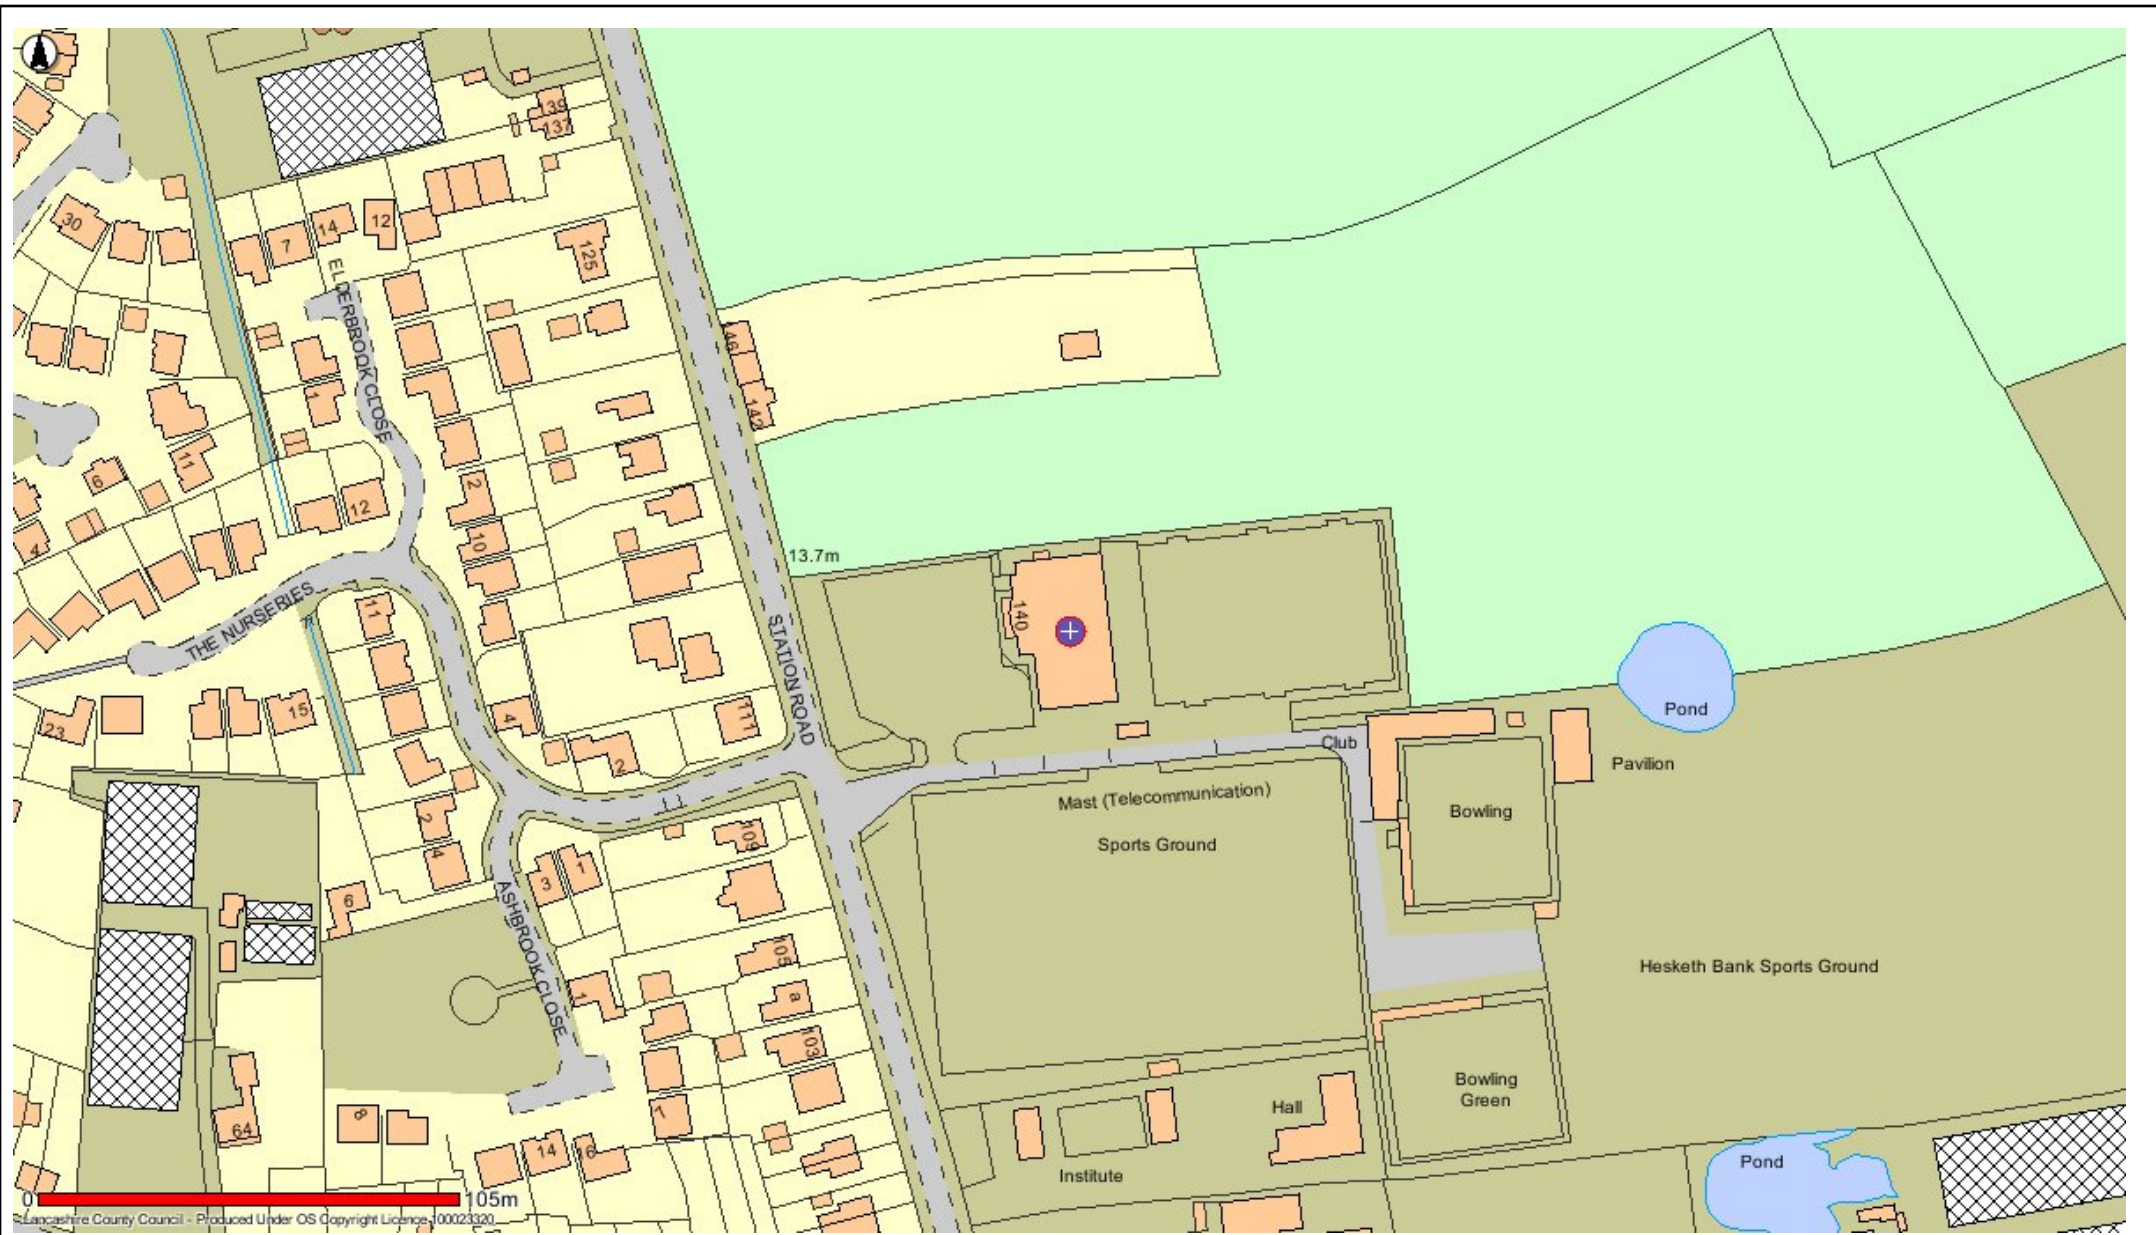 139
137
30
7
14
12
125
ELDERBROOK CLOSE
146
142
1
11
6
12
2
4
10
13.7m
11
140
THE NURSERIES
STATION ROAD
23
15
4
111
2
Pond
Club
Pavilion
Mast (Telecommunication)
Bowling
2
109
Sports Ground
4
3
1
6
ASHBROOK CLOSE
105
Hesketh Bank Sports Ground
1
a
103
Bowling
Green
8
Hall
64
1
14
16
Institute
Pond
0
105m
Lancashire County Council - Produced Under OS Copyright Licence 100023320